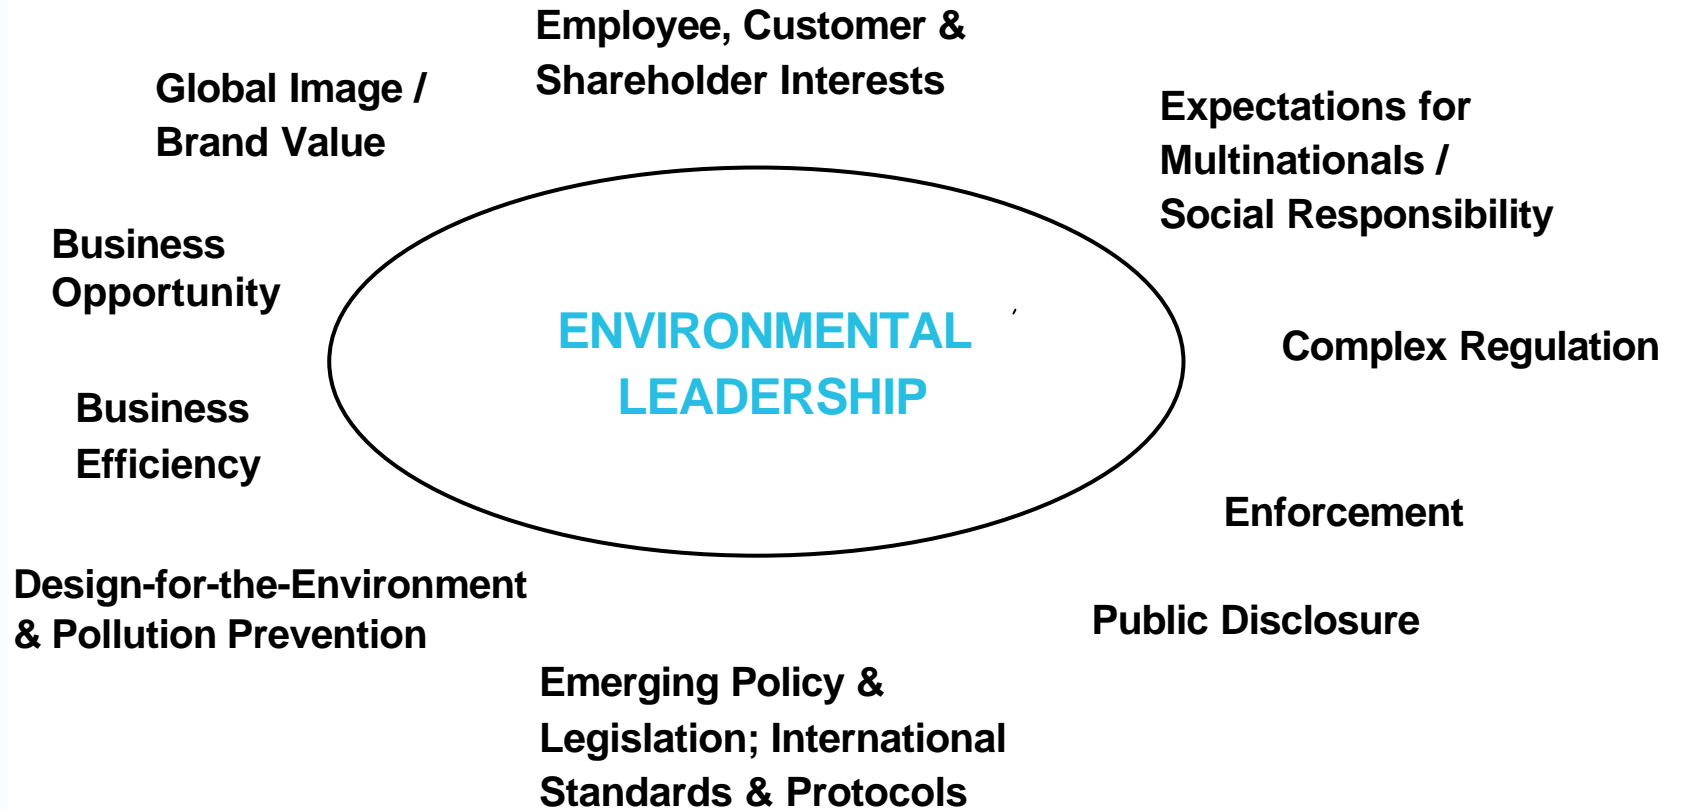 Employee, Customer &
Shareholder Interests
Global Image /
Brand Value
Expectations for
Multinationals /
Social Responsibility
Business
Opportunity
ENVIRONMENTAL
LEADERSHIP
Complex Regulation
Business
Efficiency
Enforcement
Design-for-the-Environment
& Pollution Prevention
Public Disclosure
Emerging Policy &
Legislation; International
Standards & Protocols